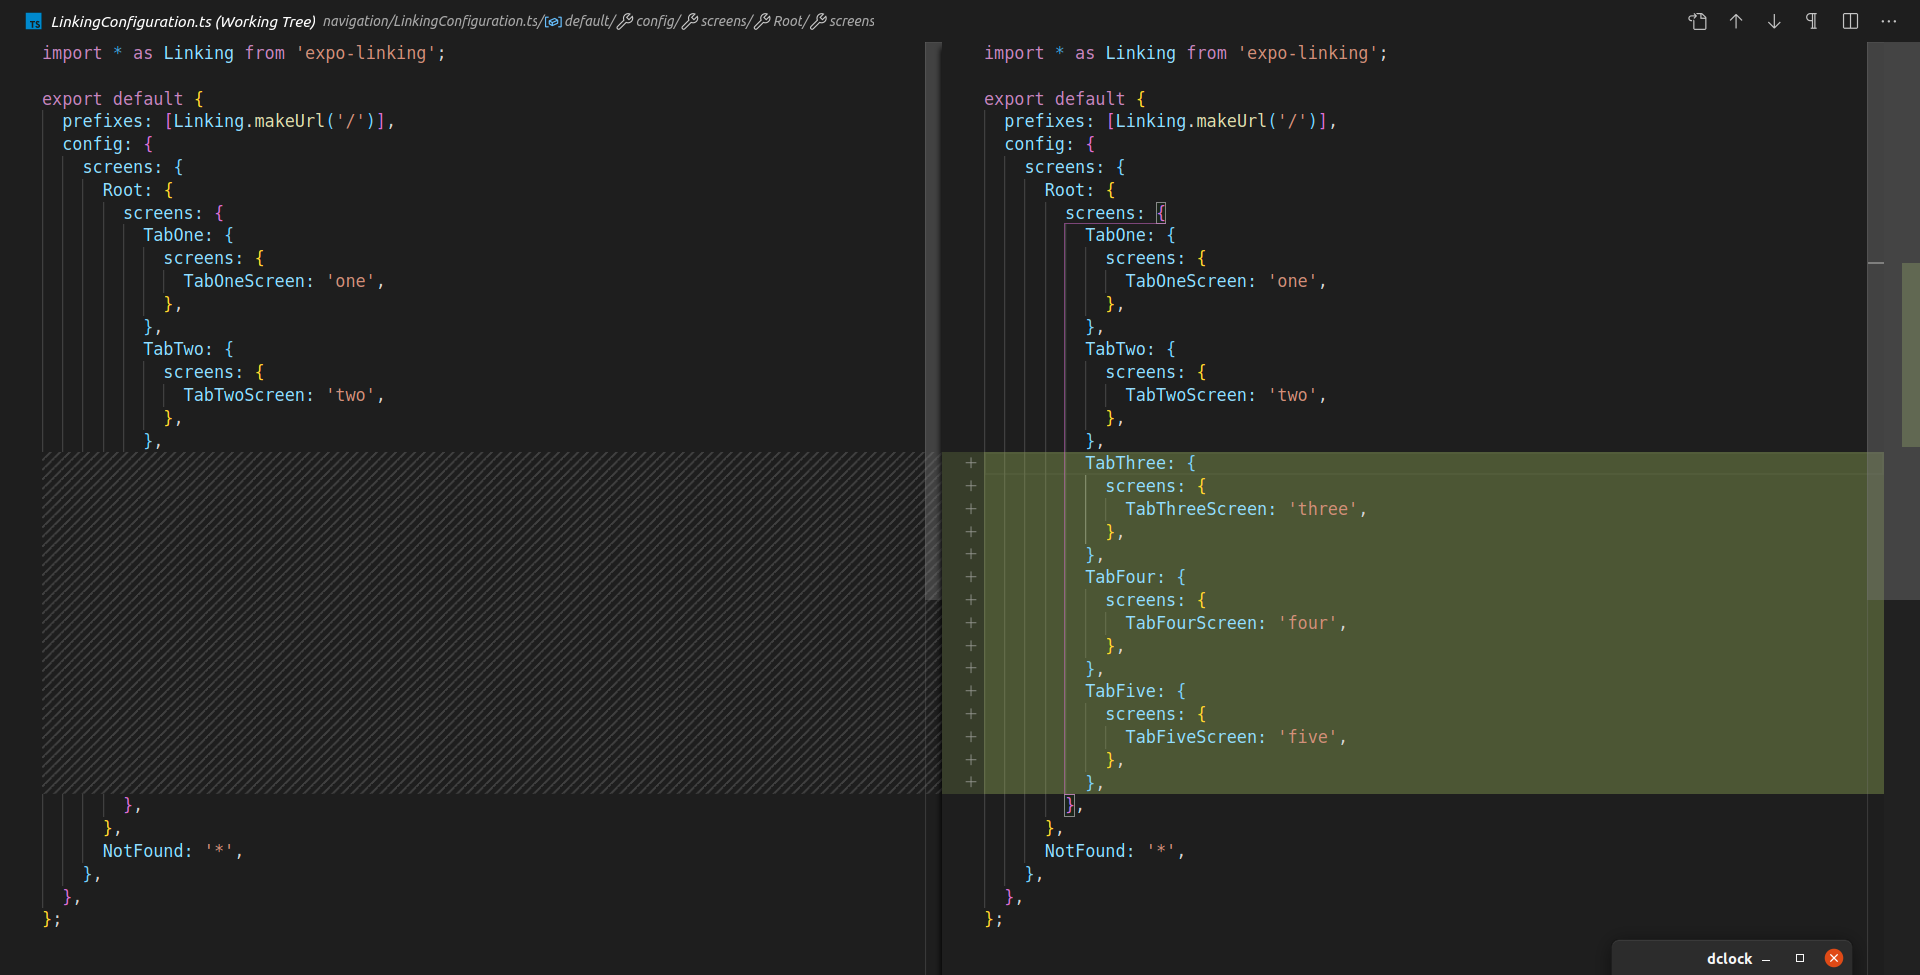 LinkingConfiguration.ts (Working Tree) navigation/LinkingConfiguration.ts/default/config/screens/Root/screens
import * as Linking from 'expo-linking';
export default {
prefixes: [Linking.makeUrl('/')],
config: {
screens: {
Root: {
screens: {
TabOne: {
screens: {
TabOneScreen: 'one',
},
},
TabTwo: {
screens: {
TabTwoScreen: 'two',
},
},
},
},
NotFound: '*',
},
},
};
import * as Linking from 'expo-linking';
export default {
prefixes: [Linking.makeUrl('/')],
config: {
screens: {
Root: {
screens: {
TabOne: {
screens: {
TabOneScreen: 'one',
},
},
TabTwo: {
screens: {
TabTwoScreen: 'two',
},
},
+ TabThree: {
+ screens: {
+ TabThreeScreen: 'three',
+ },
+ },
+ TabFour: {
+ screens: {
+ TabFourScreen: 'four',
+ },
+ },
+ TabFive: {
+ screens: {
+ TabFiveScreen: 'five',
+ },
+ },
},
},
NotFound: '*',
},
},
};
dclock